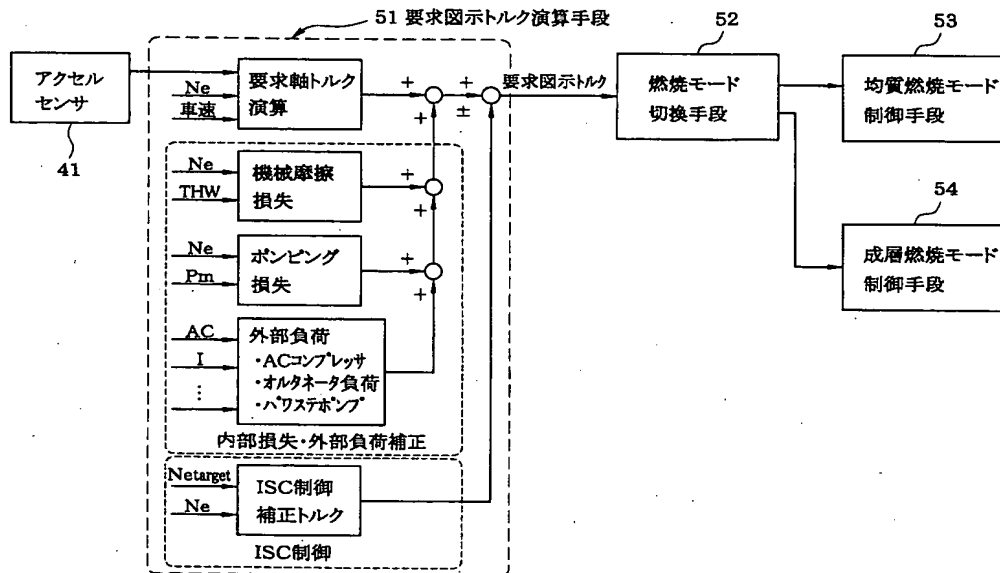 51 要求図示トルク演算手段
アクセル
センサ
41
Ne
車速
要求軸トルク
演算
+
+
+
±
要求図示トルク
52
燃焼モード
切換手段
53
均質燃焼モード
制御手段
54
成層燃焼モード
制御手段
Ne
THW
機械摩擦
損失
+
+
Ne
Pm
ポンピング
損失
+
+
AC
I
⋮
外部負荷
・ACコンプレッサ
・オルタネータ負荷
・パワステポンプ
内部損失・外部負荷補正
Netarget
Ne
ISC制御
補正トルク
ISC制御